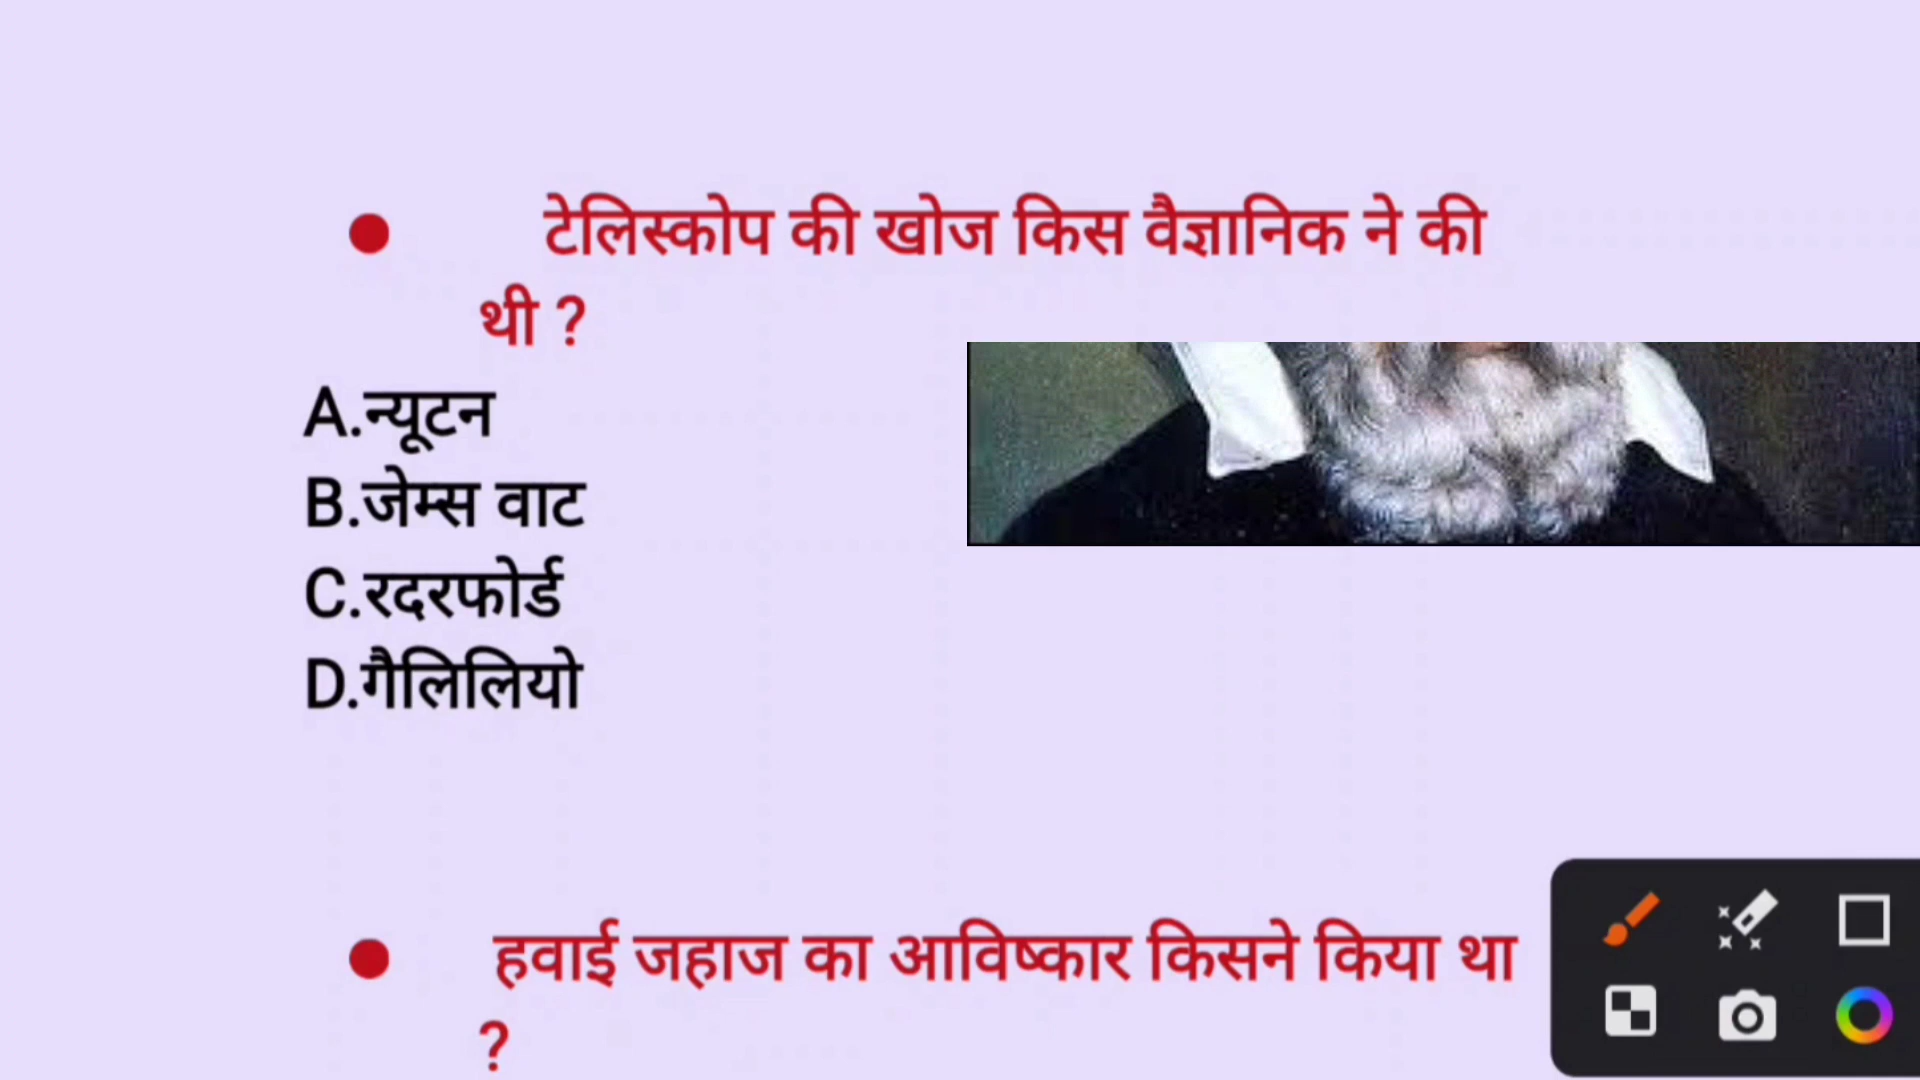 ● टेलिस्कोप की खोज किस वैज्ञानिक ने की
थी ?
A.न्यूटन
B.जेम्स वाट
C.रदरफोर्ड
D.गैलिलियो
● हवाई जहाज का आविष्कार किसने किया था
?